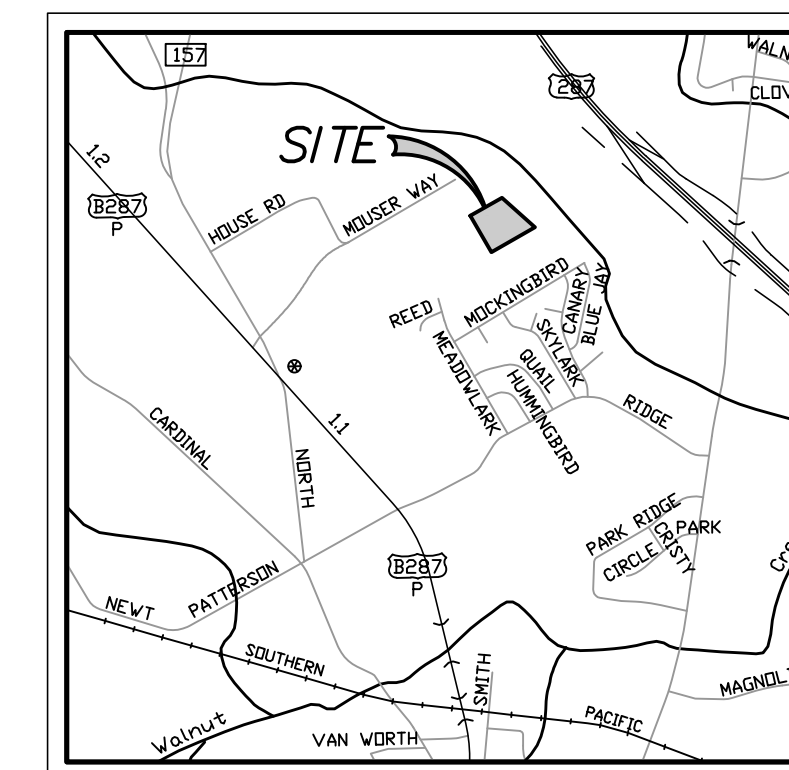 157
WALN
287
CLOV
SITE
1.2
B287
P
HOUSE RD
MOUSER WAY
MOCKINGBIRD
CANARY
BLUE JAY
REED
MEADOWLARK
SKYLARK
QUAIL
HUMMINGBIRD
RIDGE
1.1
CARDINAL
NORTH
PARK RIDGE
PARK
CRISTY
CIRCLE
B287
P
PATTERSON
NEWT
SOUTHERN
SMITH
MAGNOL
PACIFIC
Walnut
VAN WORTH